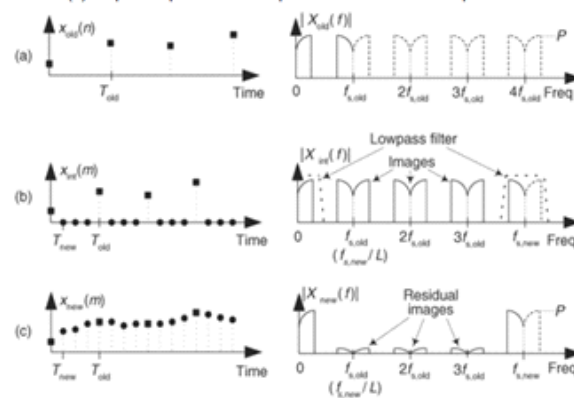 x_old(n)
|X_old(f)|
P
(a)
T_old
Time
0
f_s,old
2f_s,old
3f_s,old
4f_s,old
Freq
Lowpass filter
x_int(m)
|X_int(f)|
Images
(b)
T_new
T_old
Time
0
f_s,old
2f_s,old
3f_s,old
f_s,new
Freq
(f_s,new/L)
x_new(m)
|X_new(f)|
Residual
images
P
(c)
T_new
T_old
Time
0
f_s,old
2f_s,old
3f_s,old
f_s,new
Freq
(f_s,new/L)